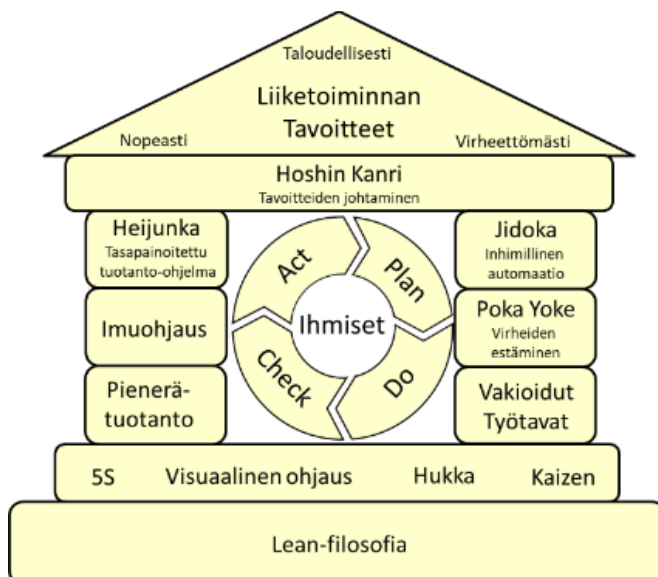 Taloudellisesti
Liiketoiminnan
Tavoitteet
Nopeasti
Virheettömästi
Hoshin Kanri
Tavoitteiden johtaminen
Heijunka
Tasapainoitettu
tuotanto-ohjelma
Imuohjaus
Pienerä-
tuotanto
Act
Plan
Ihmiset
Check
Do
Jidoka
Inhimillinen
automaatio
Poka Yoke
Virheiden
estäminen
Vakioidut
Työtavat
5S Visuaalinen ohjaus Hukka Kaizen
Lean-filosofia